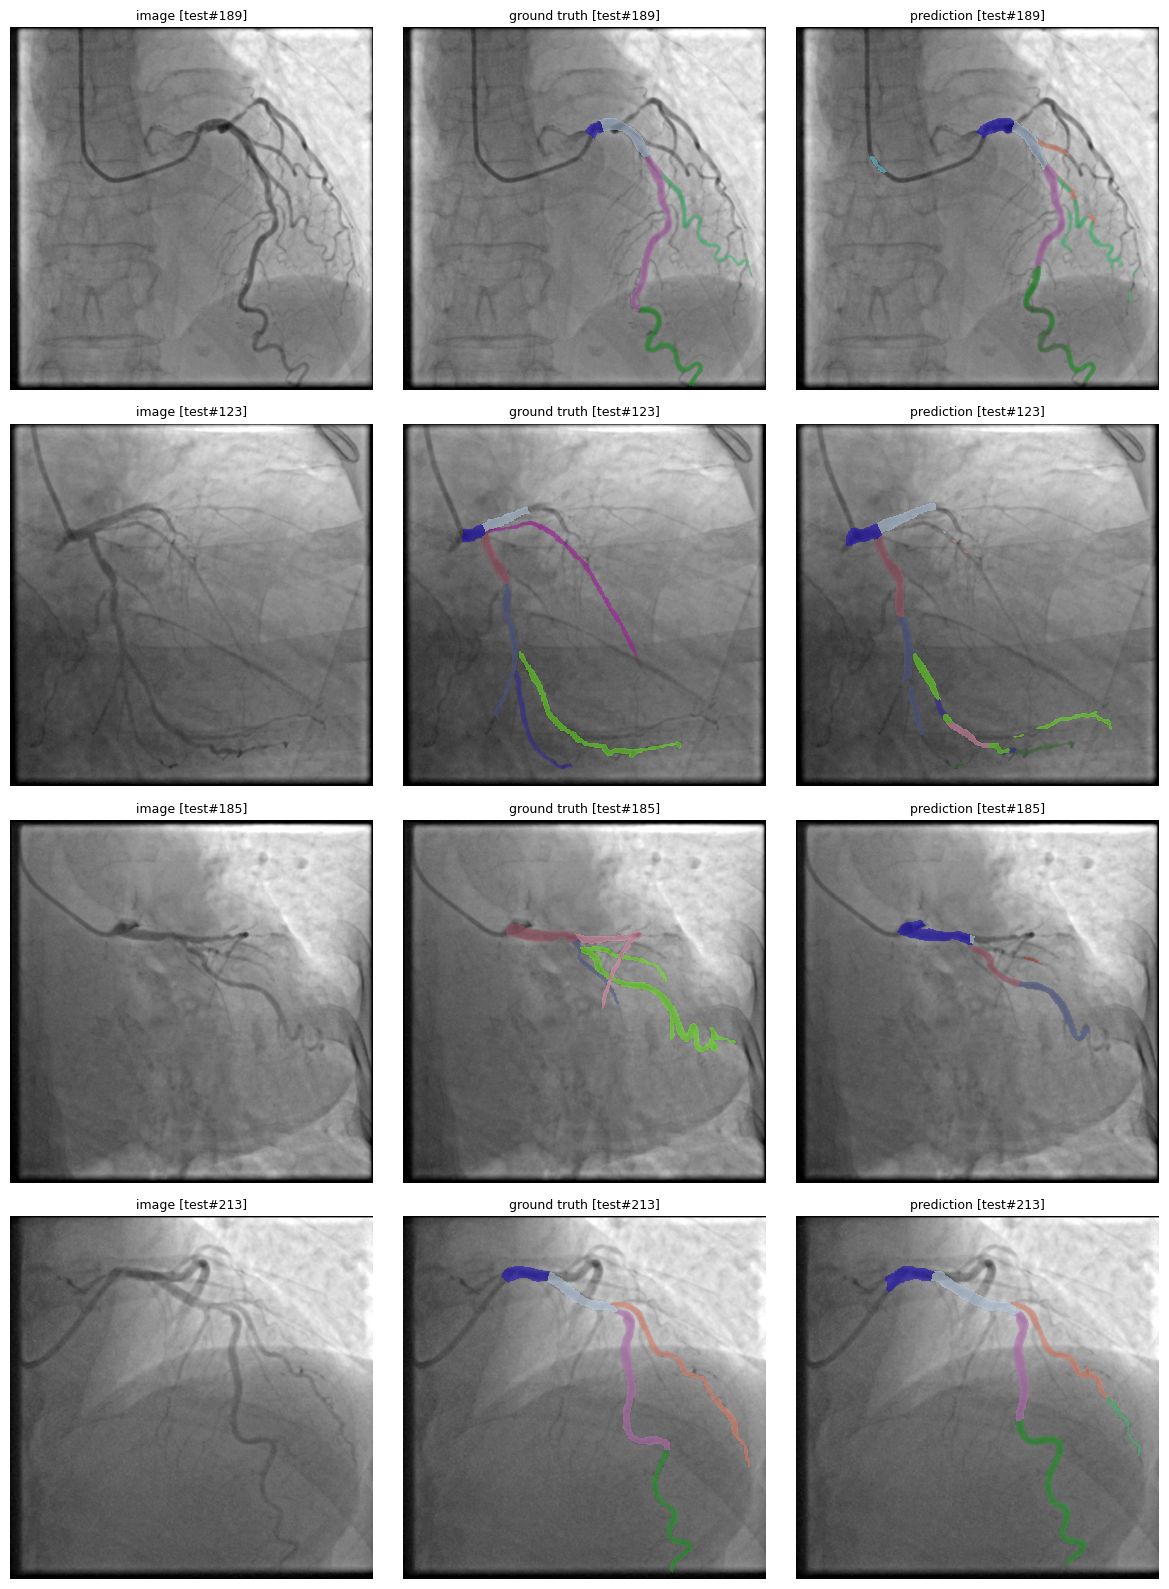 image [test#189]
ground truth [test#189]
prediction [test#189]
image [test#123]
ground truth [test#123]
prediction [test#123]
image [test#185]
ground truth [test#185]
prediction [test#185]
image [test#213]
ground truth [test#213]
prediction [test#213]